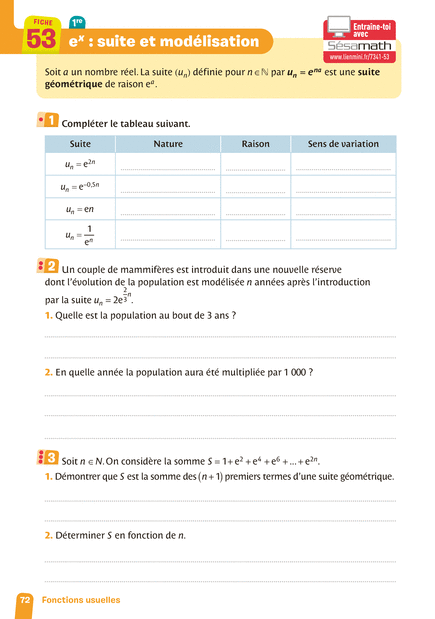 FICHE
53
1re
e^x : suite et modélisation
Entraîne-toi
avec
Sésamath
www.lienmini.fr/7341-53
Soit a un nombre réel. La suite (u_n) définie pour n ∈ ℕ par u_n = e^{na} est une suite
géométrique de raison e^a.
1 Compléter le tableau suivant.
Suite Nature Raison Sens de variation
u_n = e^{2n}
u_n = e^{–0,5n}
u_n = en
u_n = 1/e^n
2 Un couple de mammifères est introduit dans une nouvelle réserve
dont l'évolution de la population est modélisée n années après l'introduction
par la suite u_n = 2e^{2/3 n}.
1. Quelle est la population au bout de 3 ans ?
2. En quelle année la population aura été multipliée par 1 000 ?
3 Soit n ∈ N. On considère la somme S = 1 + e^2 + e^4 + e^6 + ... + e^{2n}.
1. Démontrer que S est la somme des (n + 1) premiers termes d'une suite géométrique.
2. Déterminer S en fonction de n.
72 Fonctions usuelles